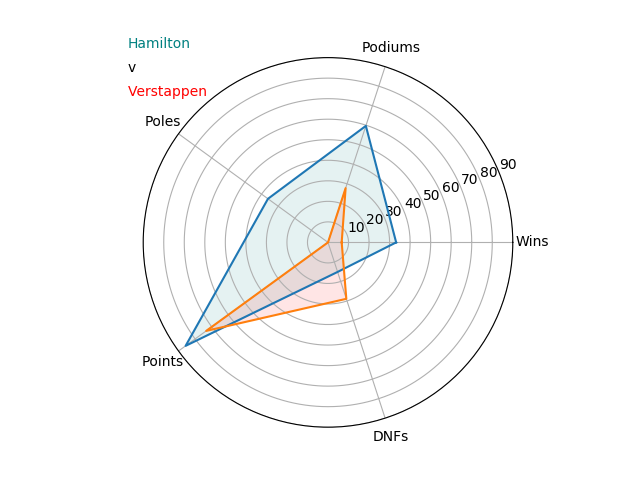 Hamilton
v
Verstappen
Podiums
Poles
Wins
Points
DNFs
10
20
30
40
50
60
70
80
90